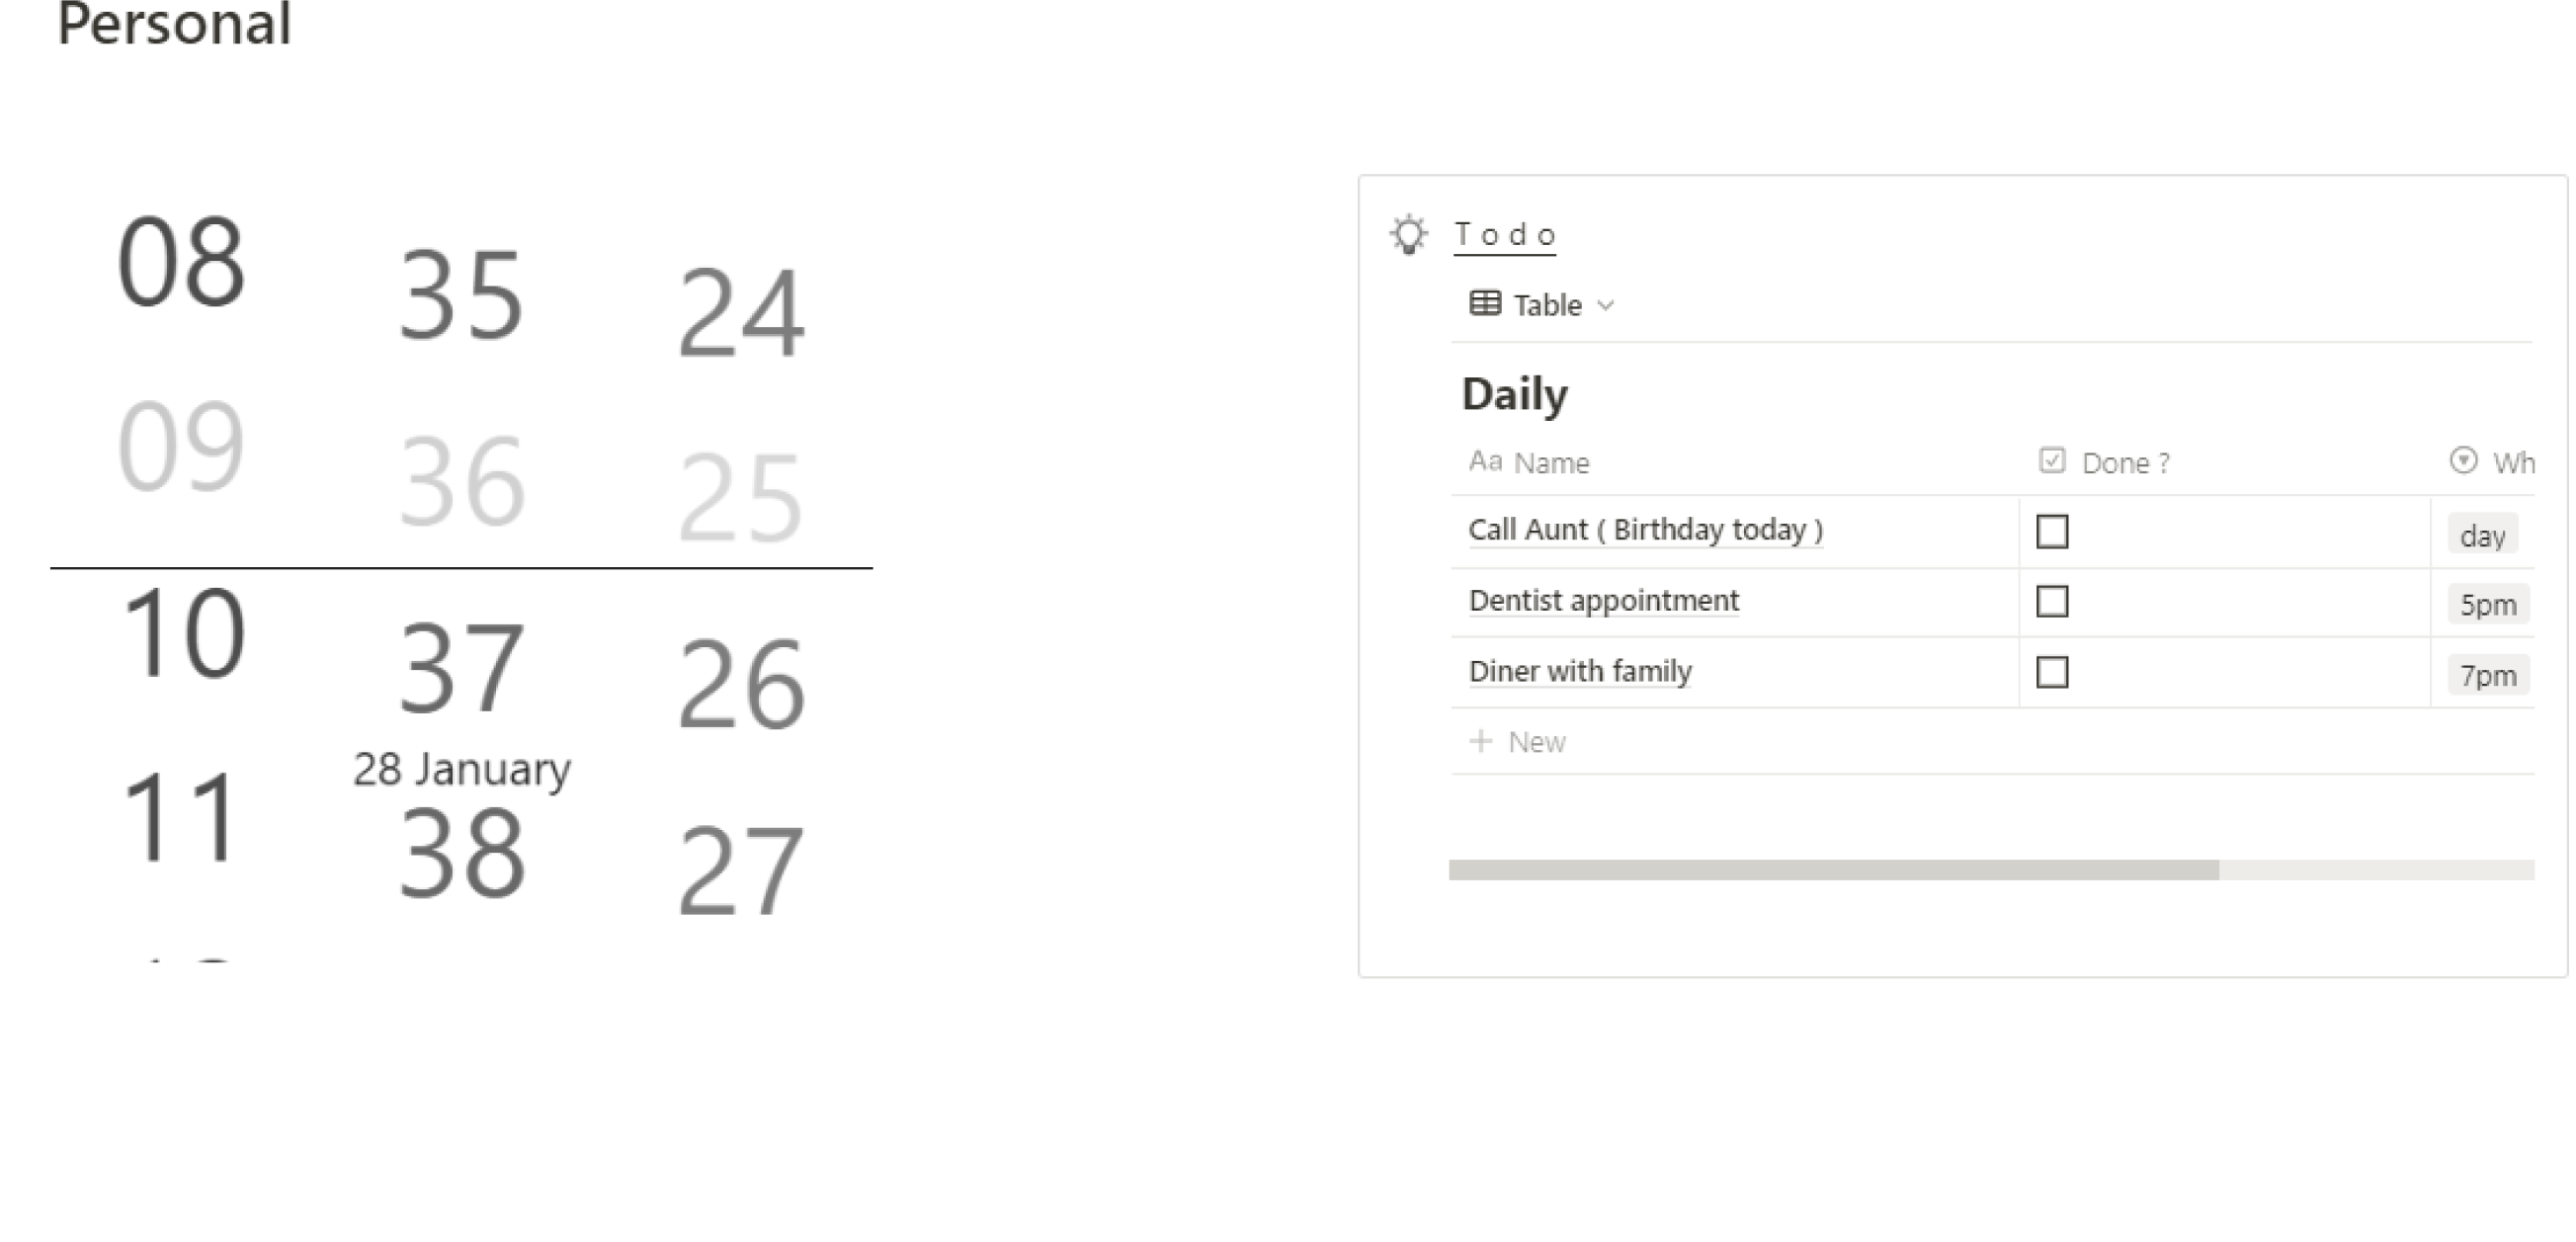 Personal
08 35 24
09 36 25
10 37 26
28 January
11 38 27
Todo
Table
Daily
Aa Name Done ? Wh
Call Aunt ( Birthday today ) day
Dentist appointment 5pm
Diner with family 7pm
+ New